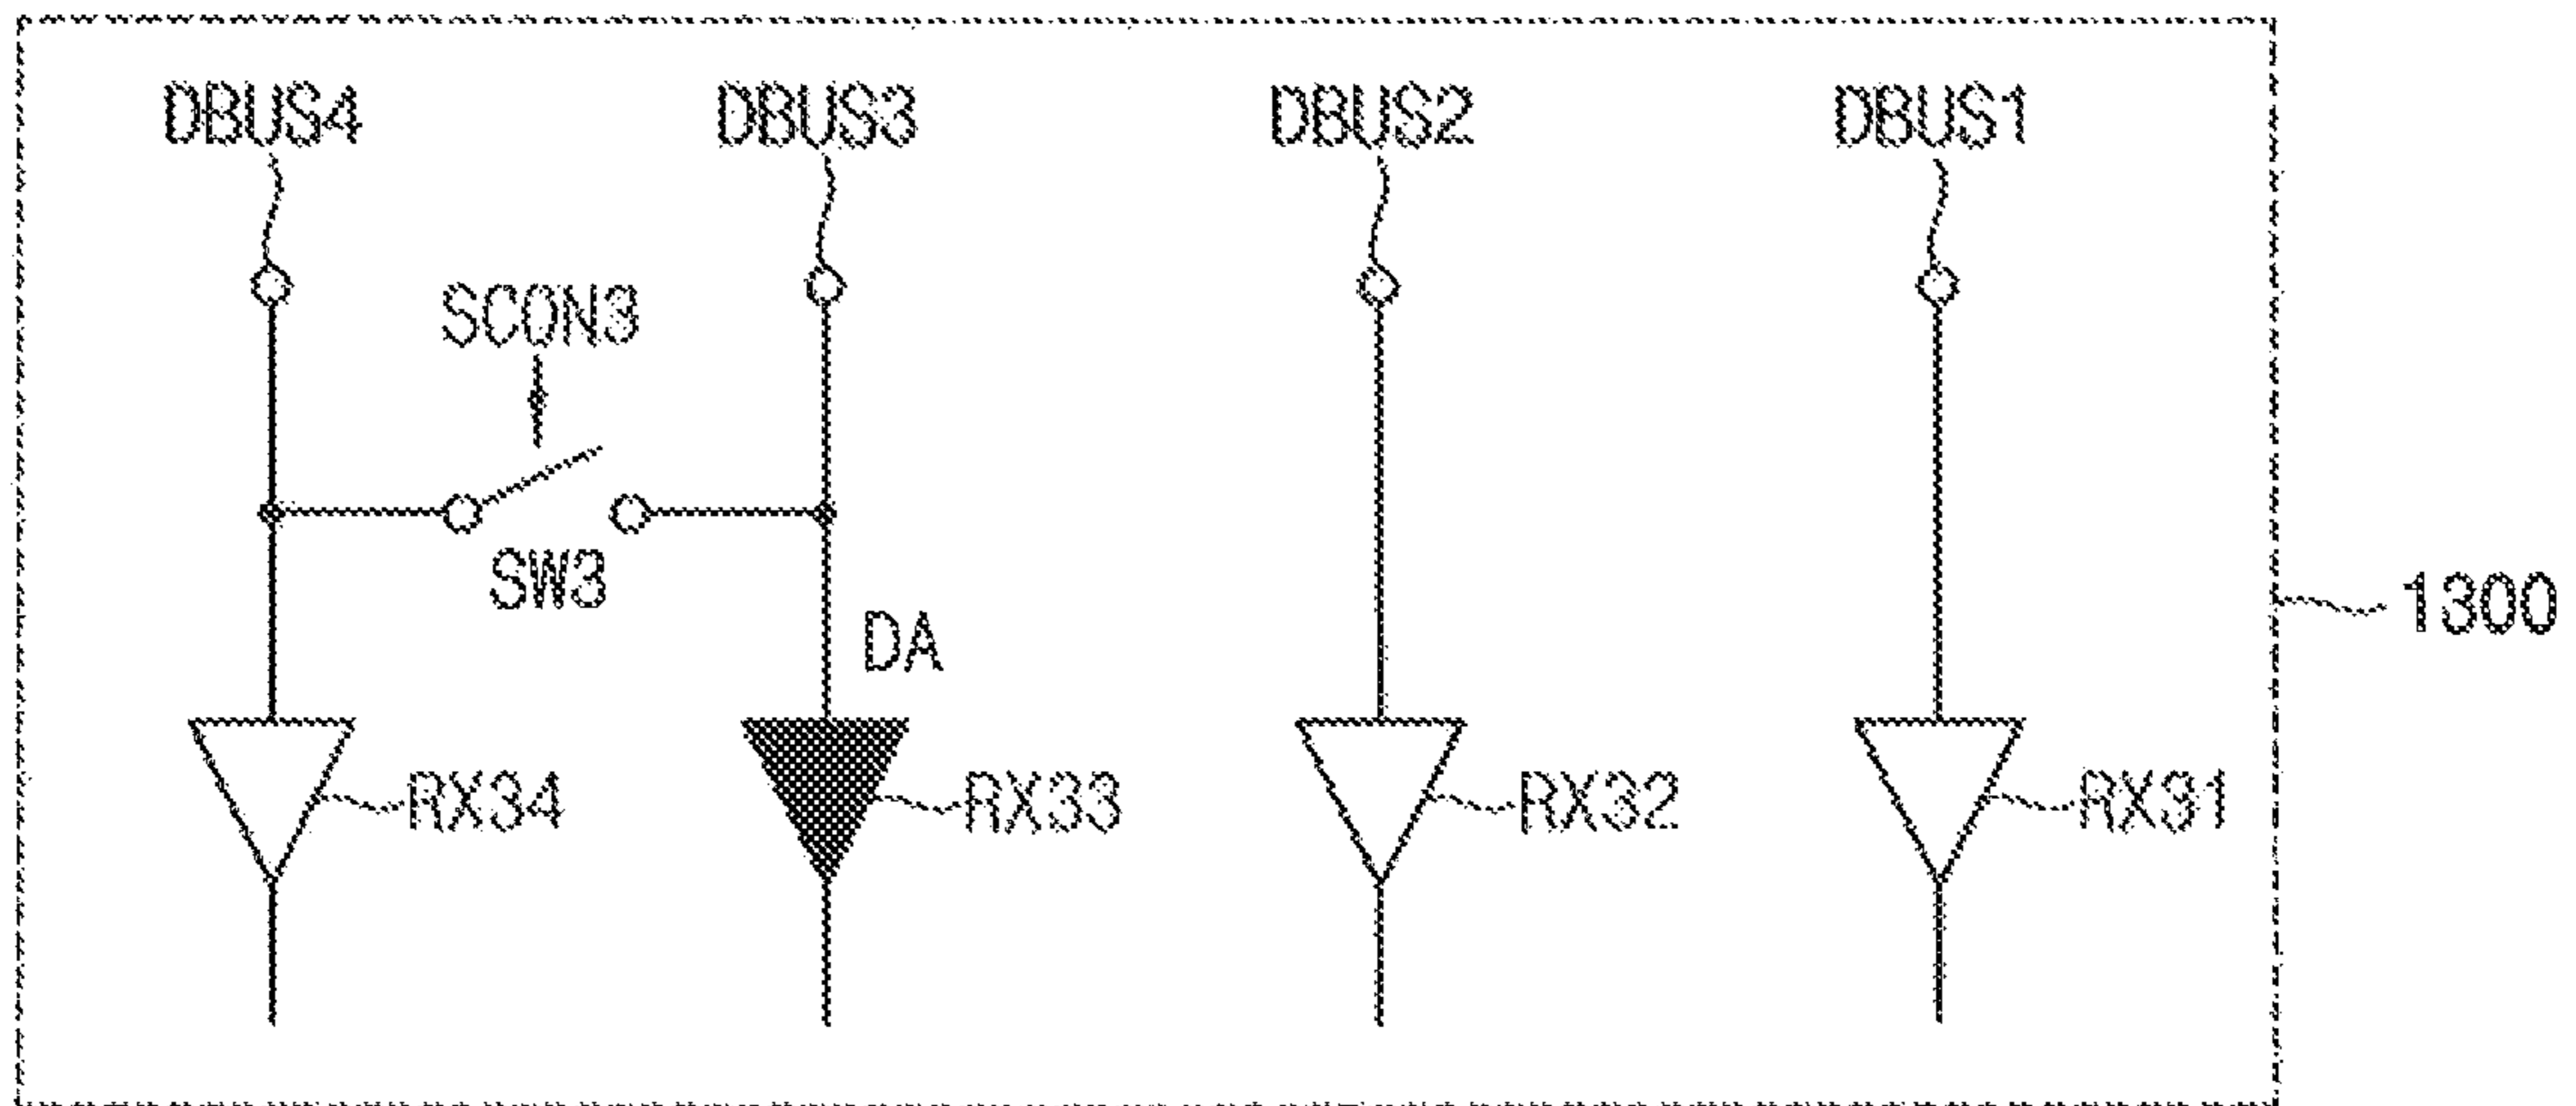 DBUS4 DBUS3 DBUS2 DBUS1
SCON3
SW3
DA
1300
RX34 RX33 RX32 RX31